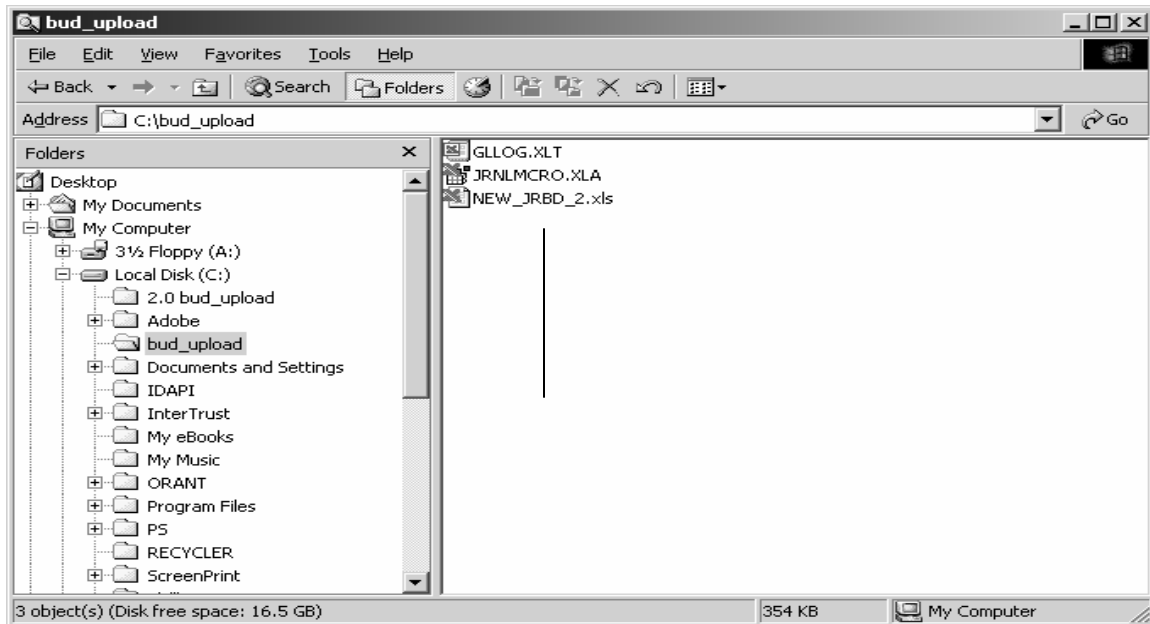 bud_upload
File Edit View Favorites Tools Help
Back Search Folders
Address C:\bud_upload Go
Folders
Desktop
My Documents
My Computer
3½ Floppy (A:)
Local Disk (C:)
2.0 bud_upload
Adobe
bud_upload
Documents and Settings
IDAPI
InterTrust
My eBooks
My Music
ORANT
Program Files
PS
RECYCLER
ScreenPrint
GLLOG.XLT
JRNLMCRO.XLA
NEW_JRBD_2.xls
3 object(s) (Disk free space: 16.5 GB) 354 KB My Computer